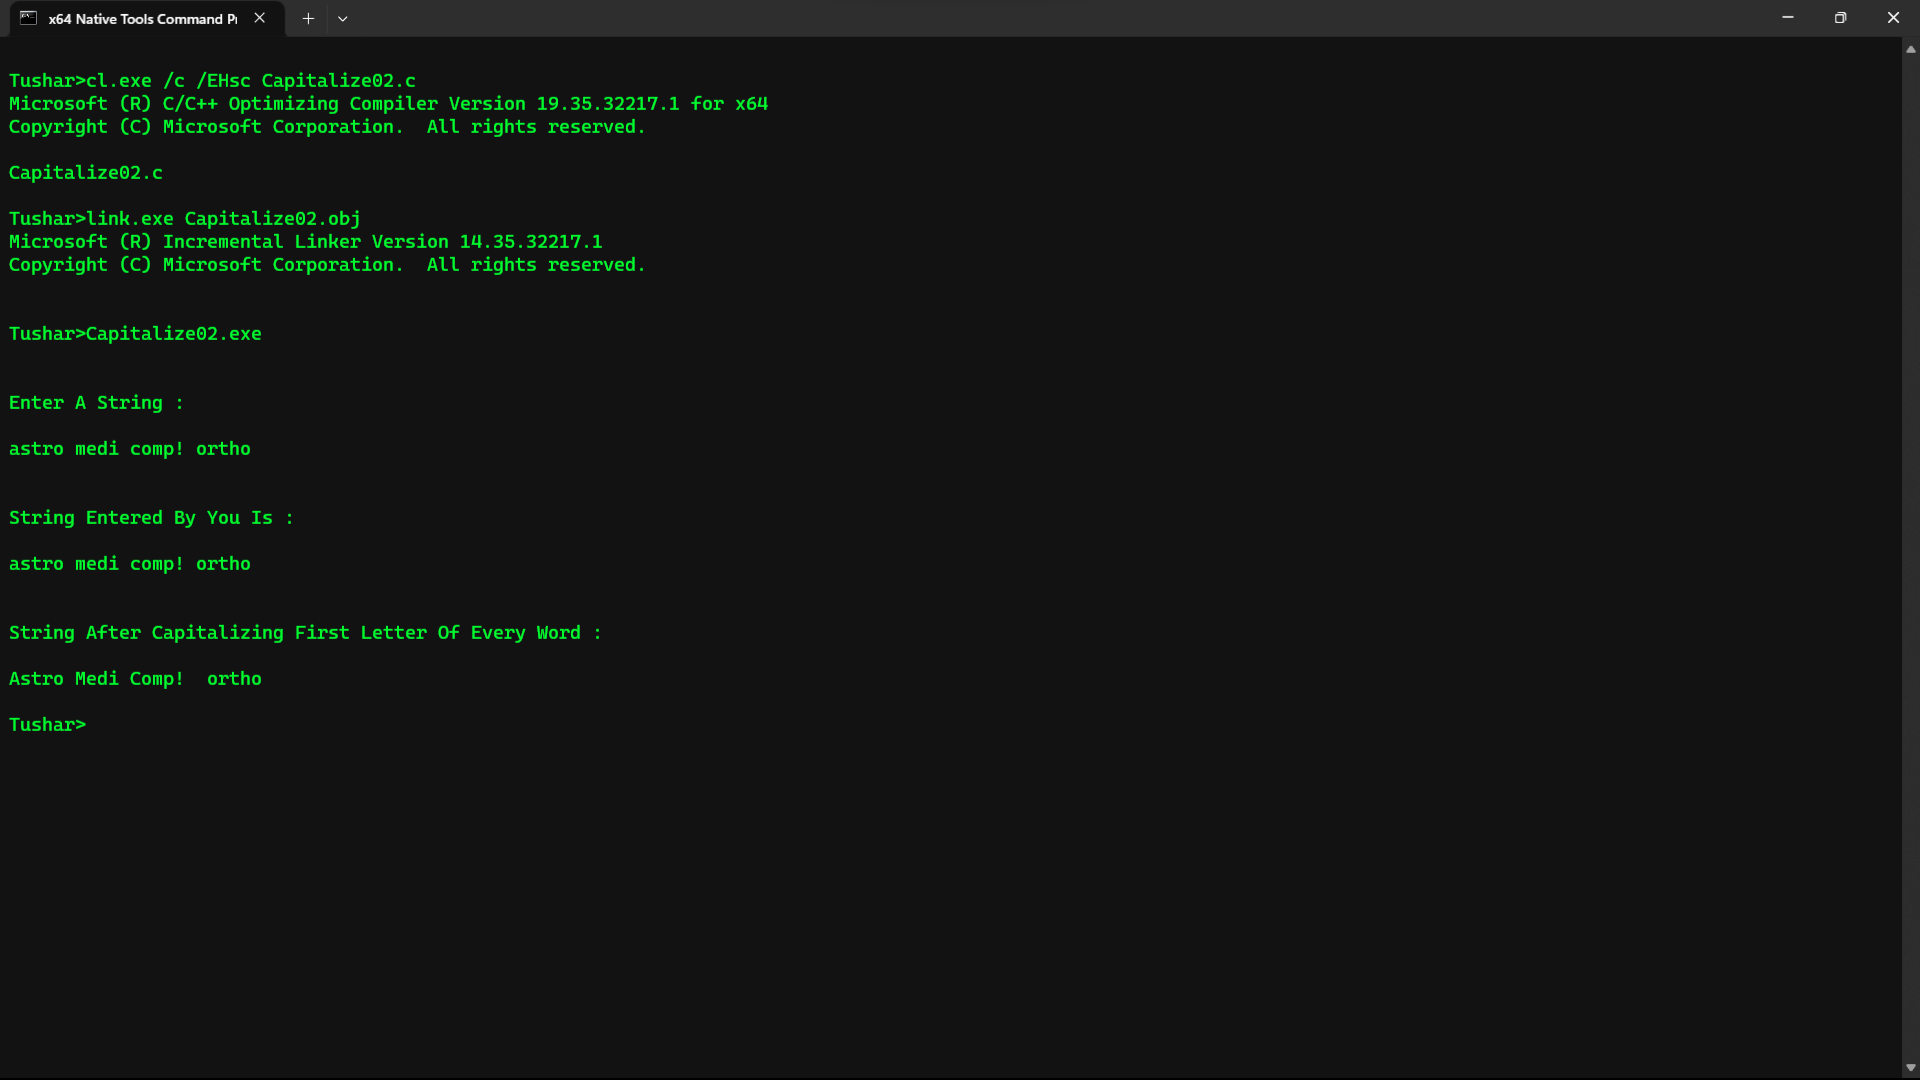 x64 Native Tools Command Pr
Tushar>cl.exe /c /EHsc Capitalize02.c
Microsoft (R) C/C++ Optimizing Compiler Version 19.35.32217.1 for x64
Copyright (C) Microsoft Corporation.  All rights reserved.
Capitalize02.c
Tushar>link.exe Capitalize02.obj
Microsoft (R) Incremental Linker Version 14.35.32217.1
Copyright (C) Microsoft Corporation.  All rights reserved.
Tushar>Capitalize02.exe
Enter A String :
astro medi comp! ortho
String Entered By You Is :
astro medi comp! ortho
String After Capitalizing First Letter Of Every Word :
Astro Medi Comp!  ortho
Tushar>